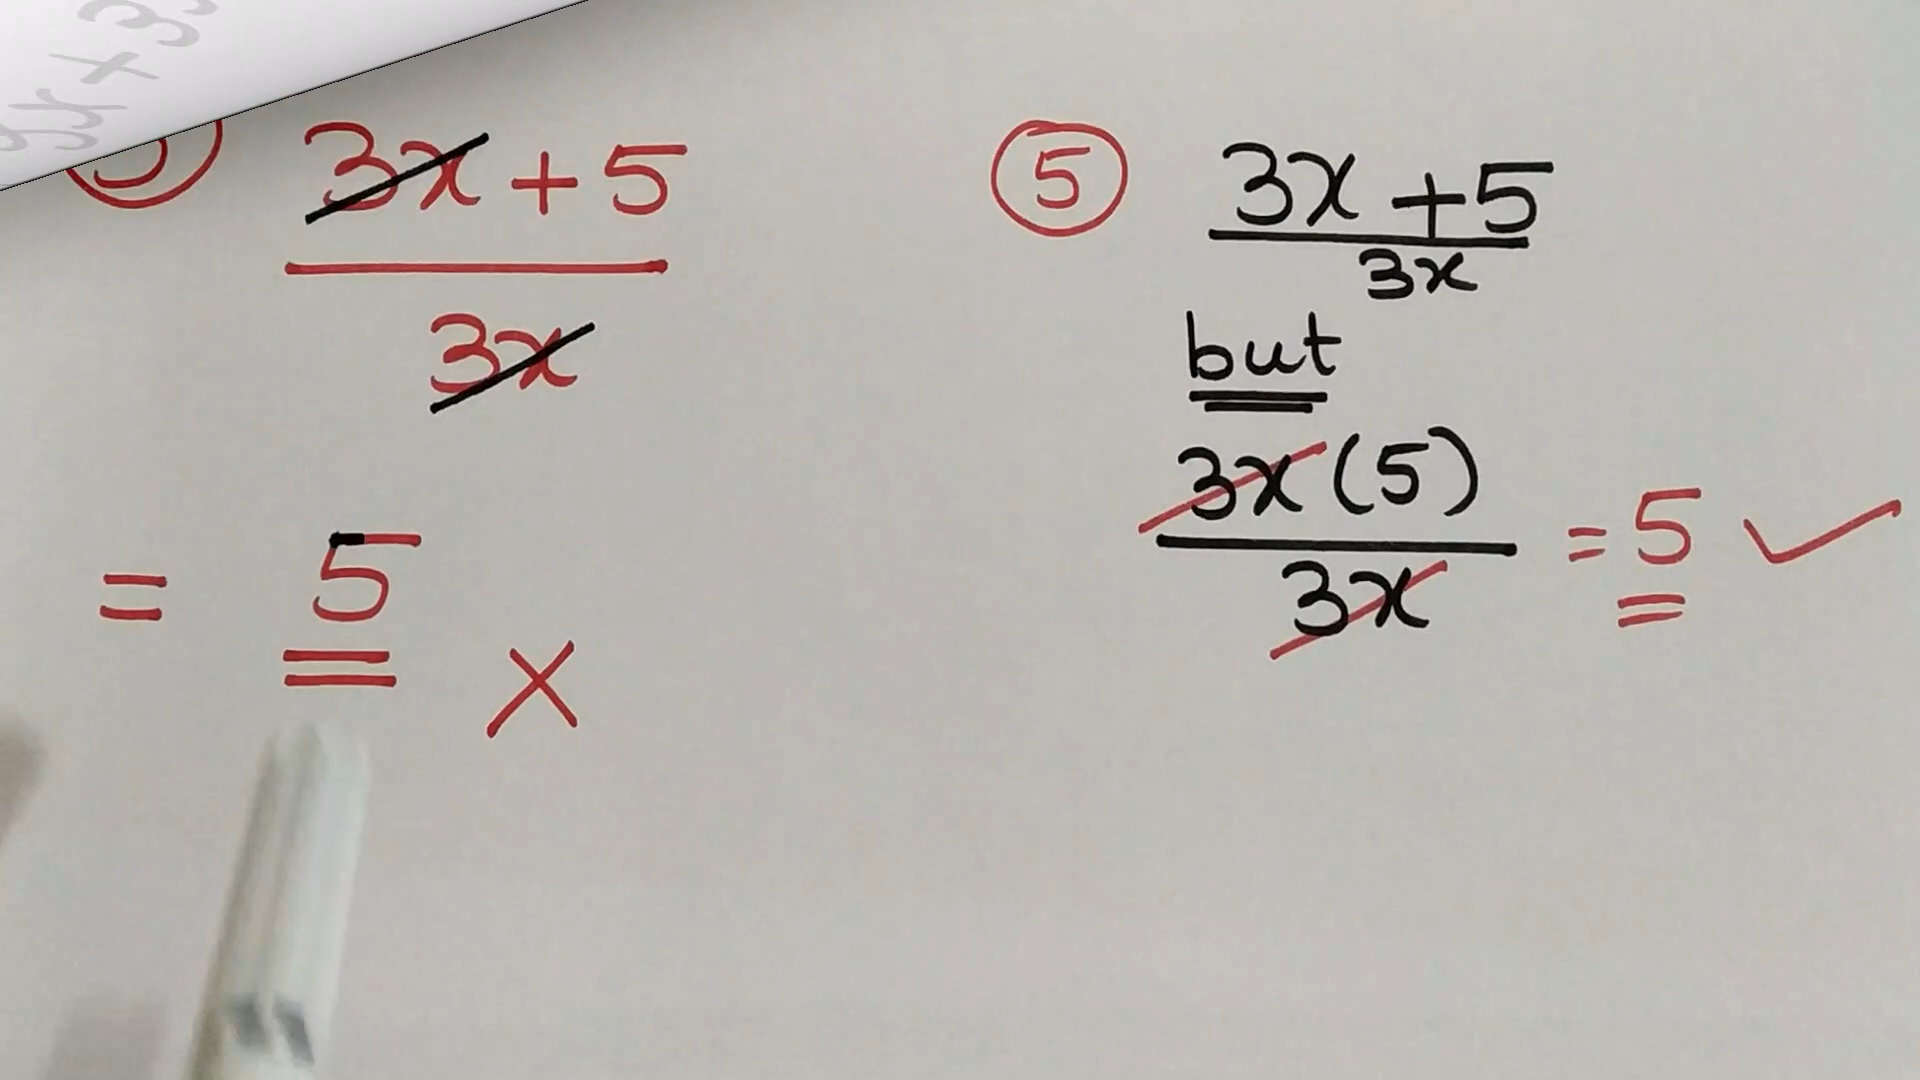 3x + 5
3x
= 5 ×
5
3x + 5
3x
but
3x (5)
3x
= 5 ✓